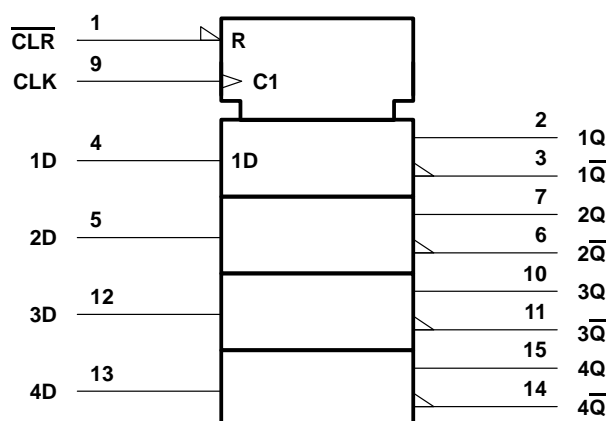 CLR 1 R
CLK 9 C1
1D 4 1D 2 1Q
3 1Q̅
2D 5 7 2Q
6 2Q̅
3D 12 10 3Q
11 3Q̅
4D 13 15 4Q
14 4Q̅